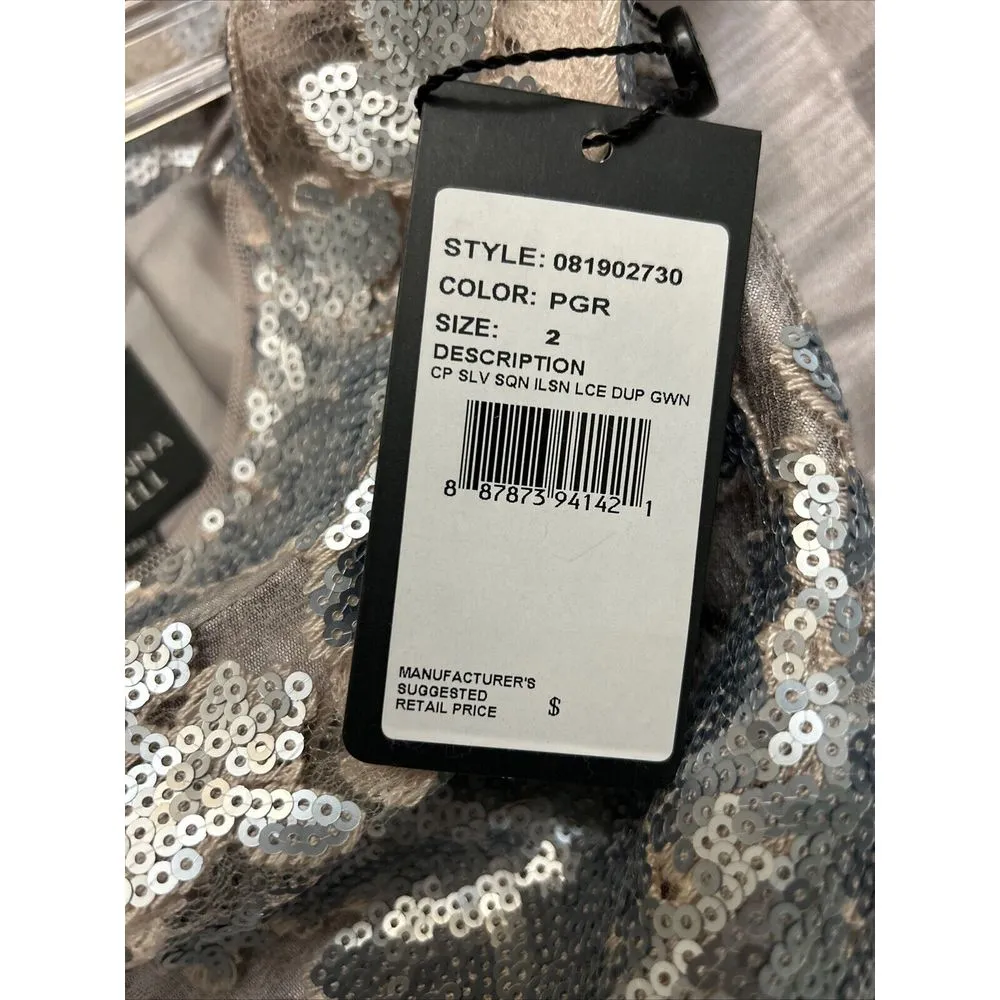 STYLE: 081902730
COLOR: PGR
SIZE: 2
DESCRIPTION
CP SLV SQN ILSN LCE DUP GWN
8 87873 94142 1
MANUFACTURER'S
SUGGESTED
RETAIL PRICE $